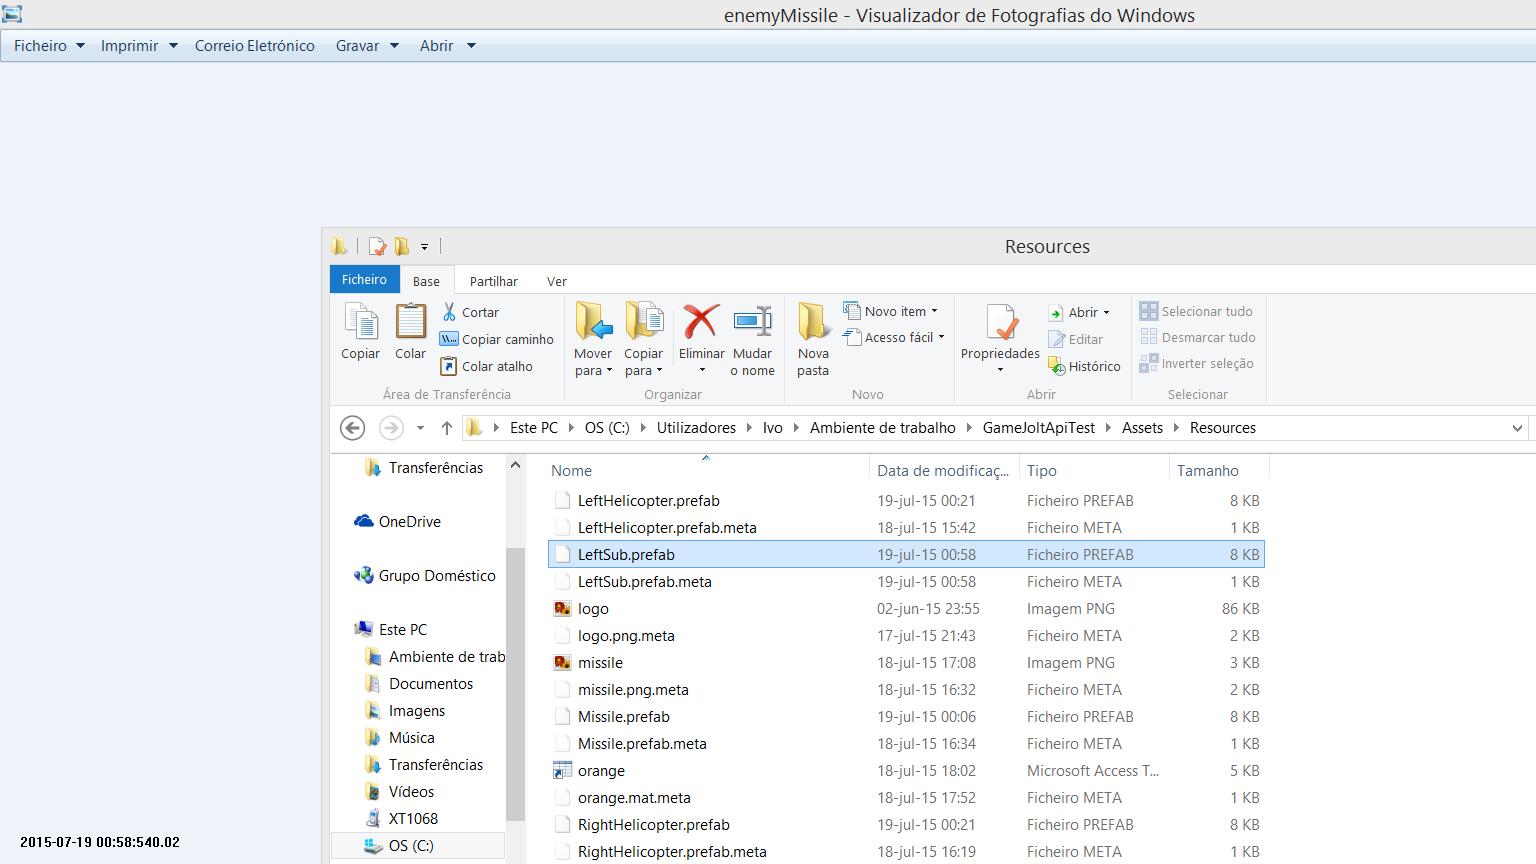 enemyMissile - Visualizador de Fotografias do Windows
Ficheiro Imprimir Correio Eletrónico Gravar Abrir
Resources
Ficheiro Base Partilhar Ver
Copiar
Colar
Cortar
Copiar caminho
Colar atalho
Área de Transferência
Mover para
Copiar para
Eliminar
Mudar o nome
Organizar
Nova pasta
Novo item
Acesso fácil
Novo
Propriedades
Abrir
Editar
Histórico
Abrir
Selecionar tudo
Desmarcar tudo
Inverter seleção
Selecionar
Este PC OS (C:) Utilizadores Ivo Ambiente de trabalho GameJoltApiTest Assets Resources
Transferências
OneDrive
Grupo Doméstico
Este PC
Ambiente de trab
Documentos
Imagens
Música
Transferências
Vídeos
XT1068
OS (C:)
Nome Data de modificaç... Tipo Tamanho
LeftHelicopter.prefab 19-jul-15 00:21 Ficheiro PREFAB 8 KB
LeftHelicopter.prefab.meta 18-jul-15 15:42 Ficheiro META 1 KB
LeftSub.prefab 19-jul-15 00:58 Ficheiro PREFAB 8 KB
LeftSub.prefab.meta 19-jul-15 00:58 Ficheiro META 1 KB
logo 02-jun-15 23:55 Imagem PNG 86 KB
logo.png.meta 17-jul-15 21:43 Ficheiro META 2 KB
missile 18-jul-15 17:08 Imagem PNG 3 KB
missile.png.meta 18-jul-15 16:32 Ficheiro META 2 KB
Missile.prefab 19-jul-15 00:06 Ficheiro PREFAB 8 KB
Missile.prefab.meta 18-jul-15 16:34 Ficheiro META 1 KB
orange 18-jul-15 18:02 Microsoft Access T... 5 KB
orange.mat.meta 18-jul-15 17:52 Ficheiro META 1 KB
RightHelicopter.prefab 19-jul-15 00:21 Ficheiro PREFAB 8 KB
RightHelicopter.prefab.meta 18-jul-15 16:19 Ficheiro META 1 KB
2015-07-19 00:58:540.02